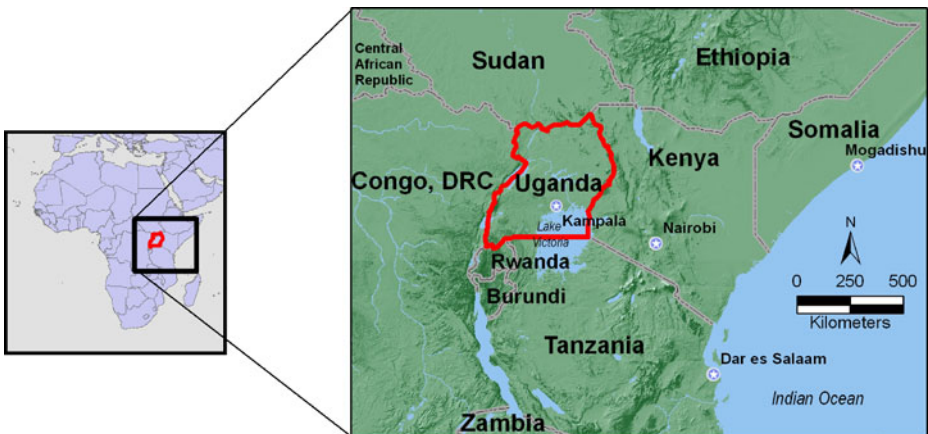 Central
African
Republic
Sudan
Ethiopia
Somalia
Mogadishu
Kenya
Congo, DRC
Uganda
Kampala
Lake
Victoria
Nairobi
N
Rwanda
Burundi
0 250 500
Kilometers
Tanzania
Dar es Salaam
Indian Ocean
Zambia